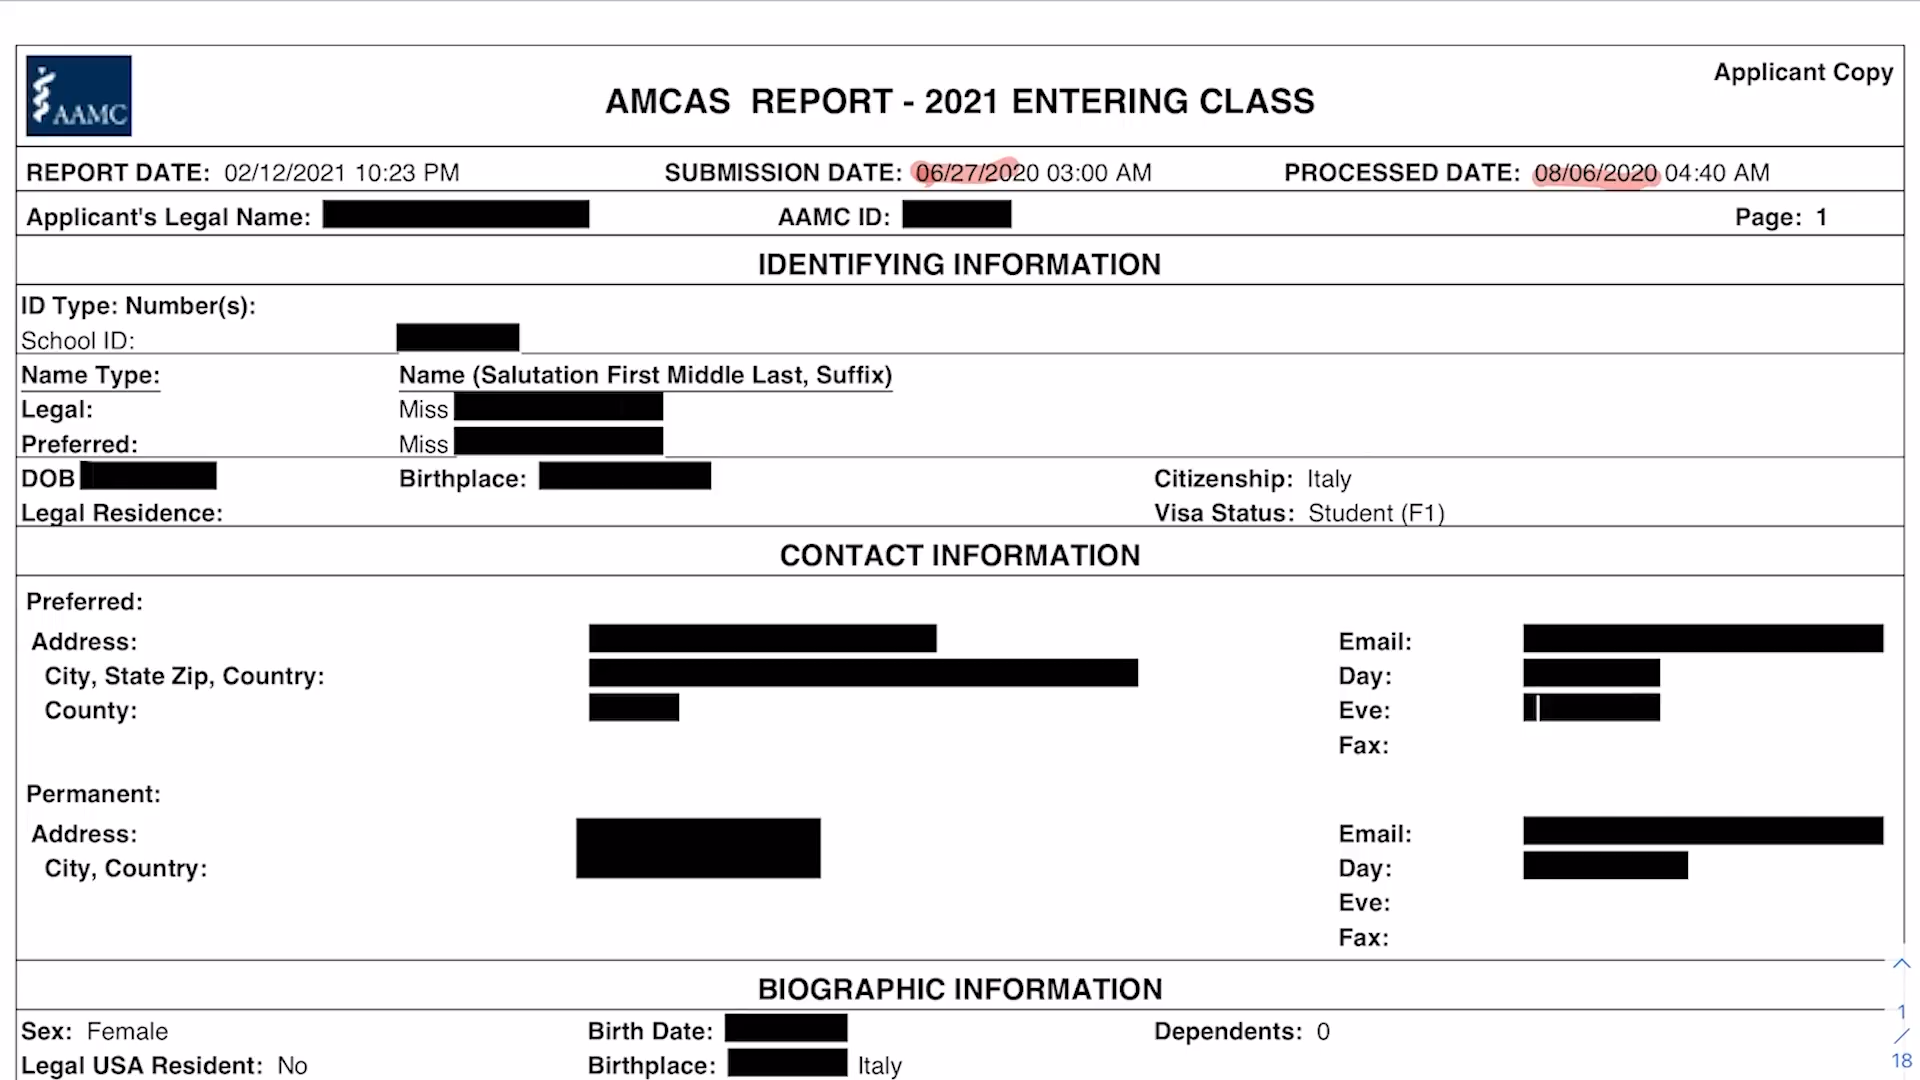 Applicant Copy
AAMC
AMCAS REPORT - 2021 ENTERING CLASS
REPORT DATE: 02/12/2021 10:23 PM SUBMISSION DATE: 06/27/2020 03:00 AM PROCESSED DATE: 08/06/2020 04:40 AM
Applicant's Legal Name: AAMC ID: Page: 1
IDENTIFYING INFORMATION
ID Type: Number(s):
School ID:
Name Type: Name (Salutation First Middle Last, Suffix)
Legal: Miss
Preferred: Miss
DOB Birthplace: Citizenship: Italy
Legal Residence: Visa Status: Student (F1)
CONTACT INFORMATION
Preferred:
Address: Email:
City, State Zip, Country: Day:
County: Eve:
Fax:
Permanent:
Address: Email:
City, Country: Day:
Eve:
Fax:
BIOGRAPHIC INFORMATION
Sex: Female Birth Date: Dependents: 0
Legal USA Resident: No Birthplace: Italy
1
/
18